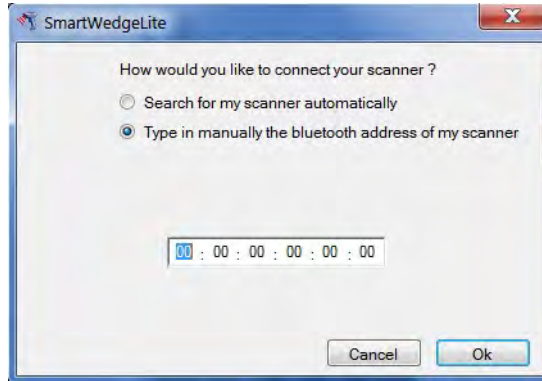 SmartWedgeLite
How would you like to connect your scanner ?
Search for my scanner automatically
Type in manually the bluetooth address of my scanner
00 : 00 : 00 : 00 : 00 : 00
Cancel Ok